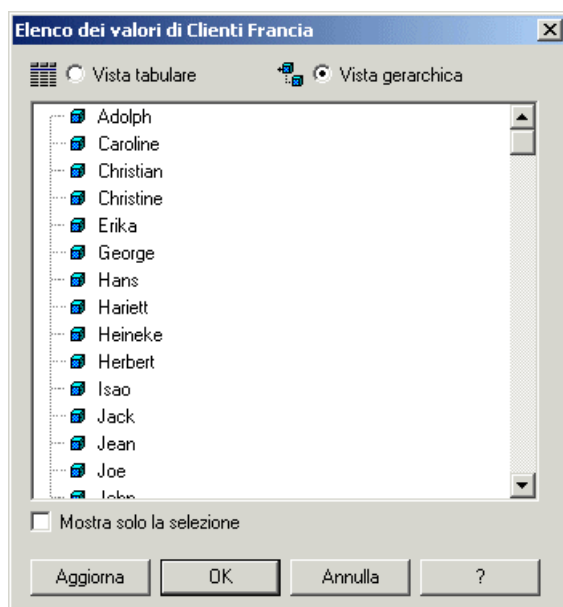 Elenco dei valori di Clienti Francia
Vista tabulare Vista gerarchica
Adolph
Caroline
Christian
Christine
Erika
George
Hans
Hariett
Heineke
Herbert
Isao
Jack
Jean
Joe
John
Mostra solo la selezione
Aggiorna OK Annulla ?